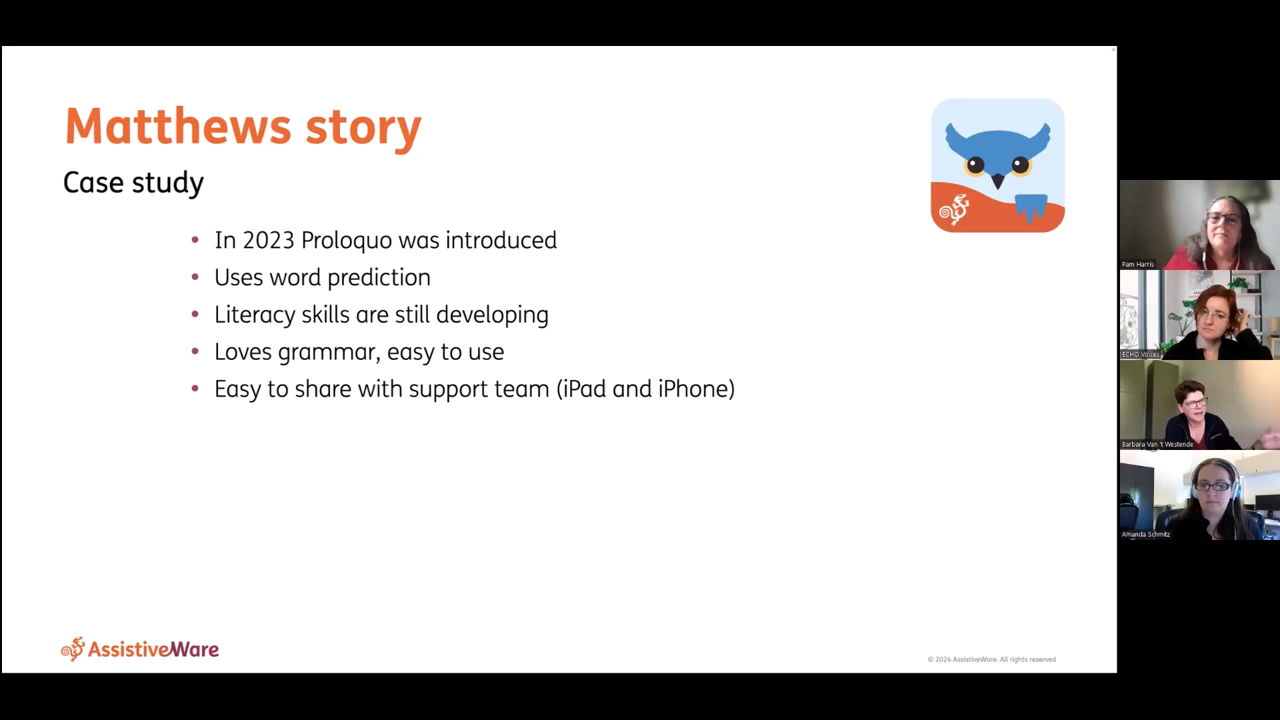 Matthews story
Case study
• In 2023 Proloquo was introduced
• Uses word prediction
• Literacy skills are still developing
• Loves grammar, easy to use
• Easy to share with support team (iPad and iPhone)
AssistiveWare
© 2024 AssistiveWare. All rights reserved
Pam Harris
ECHO Voices
Barbara Van 't Westende
Amanda Schmitz